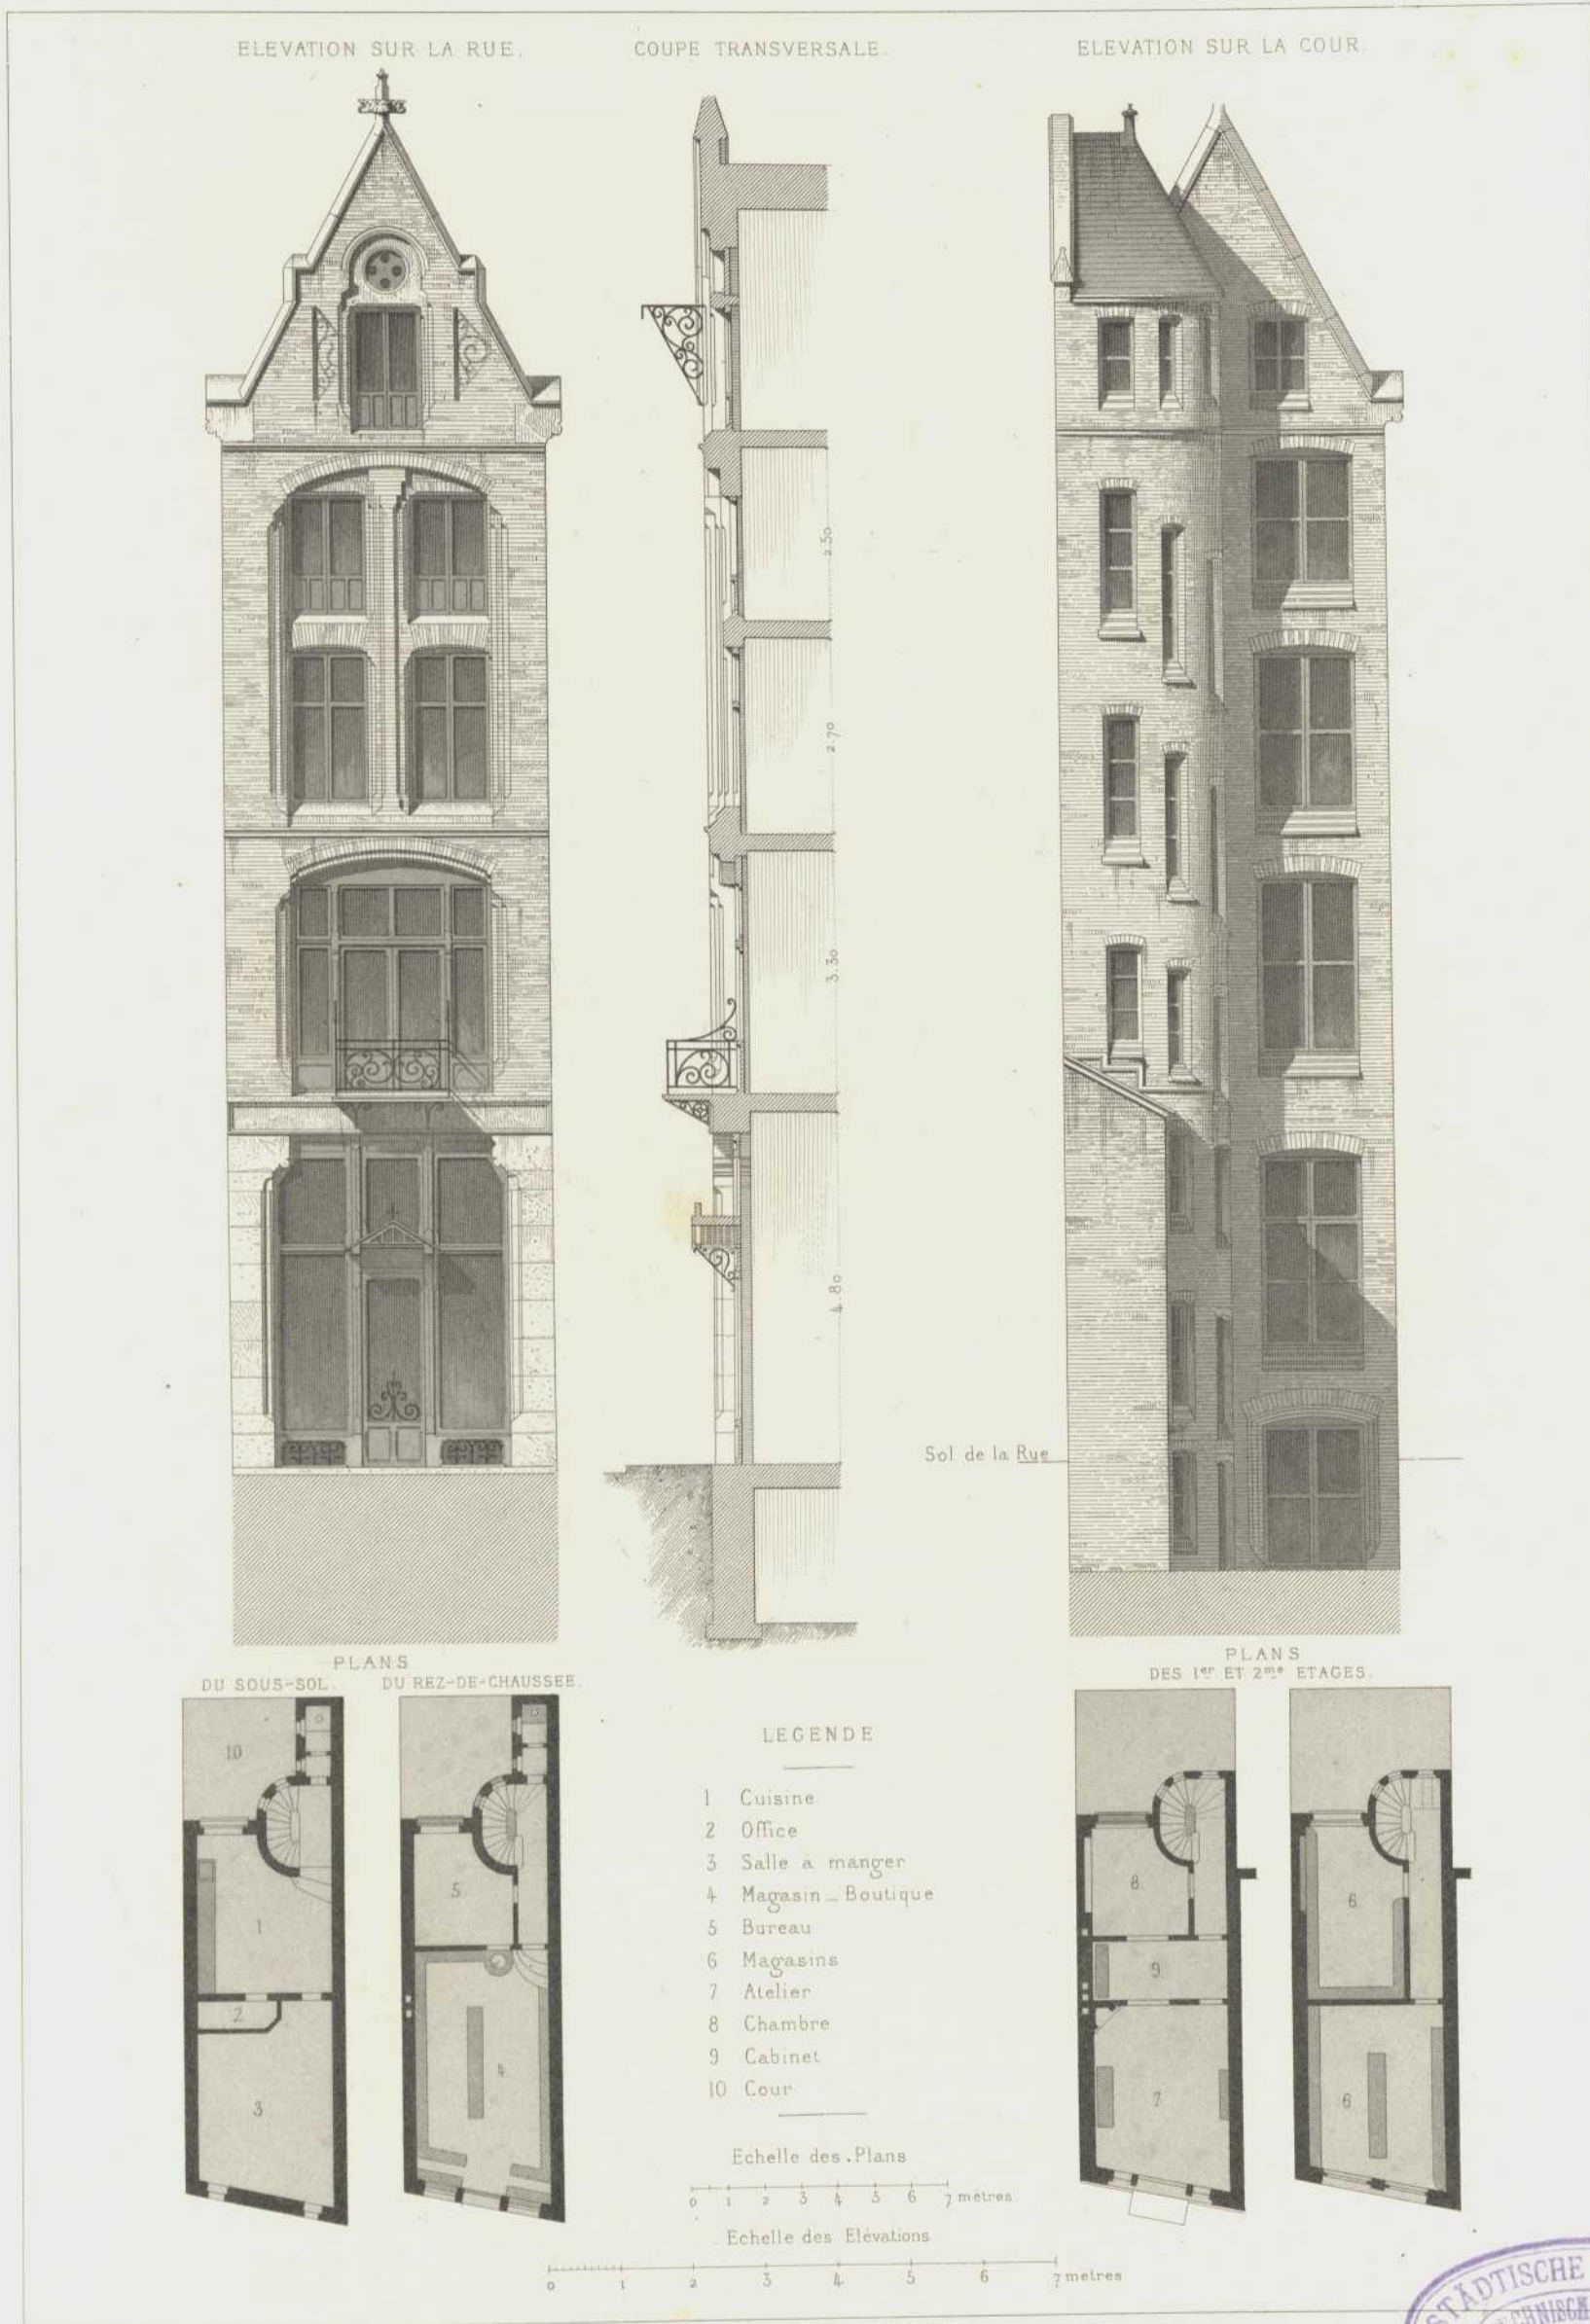 ELEVATION SUR LA RUE.
COUPE TRANSVERSALE.
ELEVATION SUR LA COUR.
2.50
2.70
3.30
4.80
Sol de la Rue
PLANS
DU SOUS-SOL.
DU REZ-DE-CHAUSSEE.
PLANS
DES 1er ET 2me ETAGES.
10
1
2
3
5
4
8
9
7
6
6
LEGENDE
1 Cuisine
2 Office
3 Salle à manger
4 Magasin _ Boutique
5 Bureau
6 Magasins
7 Atelier
8 Chambre
9 Cabinet
10 Cour
Echelle des Plans
0 1 2 3 4 5 6 7 mètres
Echelle des Elévations
0 1 2 3 4 5 6 7 metres
STÄDTISCHE